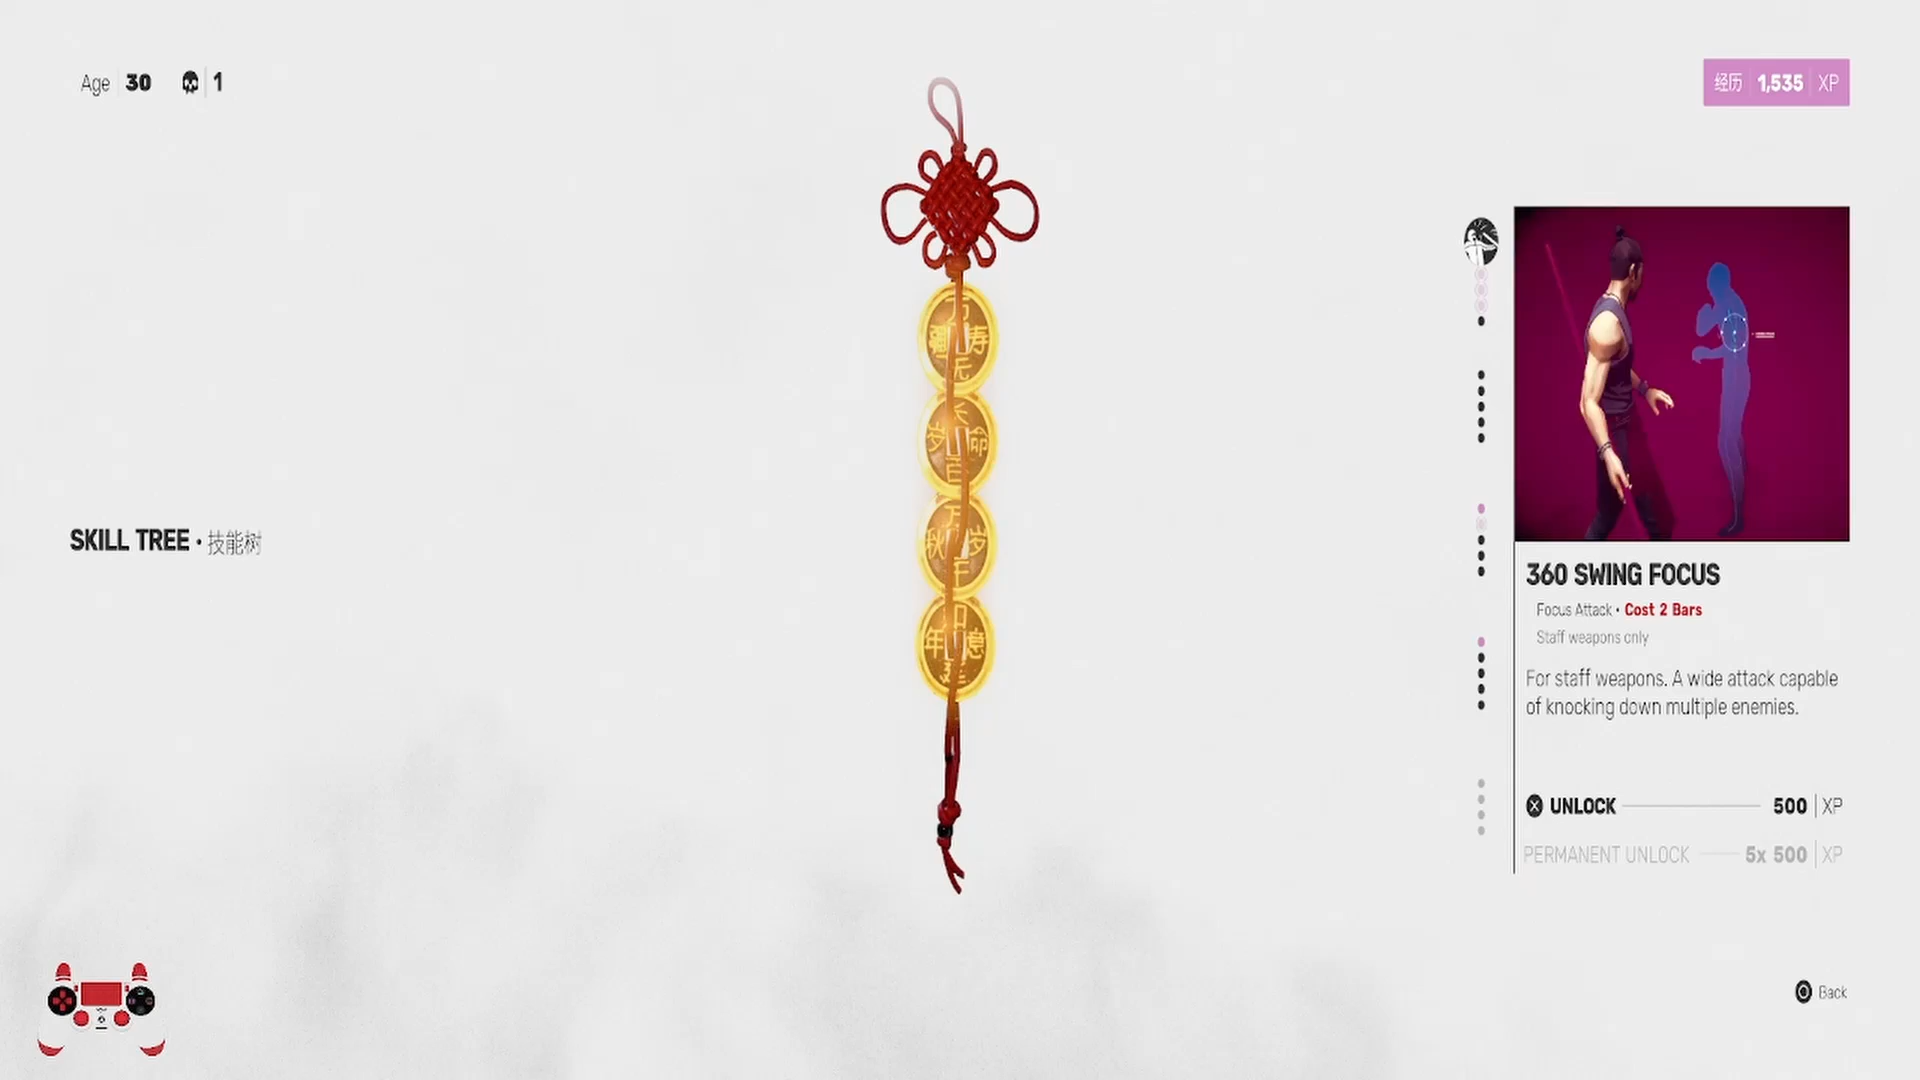 Age 30 1
经历 1,535 XP
SKILL TREE • 技能树
360 SWING FOCUS
Focus Attack • Cost 2 Bars
Staff weapons only
For staff weapons. A wide attack capable
of knocking down multiple enemies.
UNLOCK 500 XP
PERMANENT UNLOCK 5x 500 XP
Back